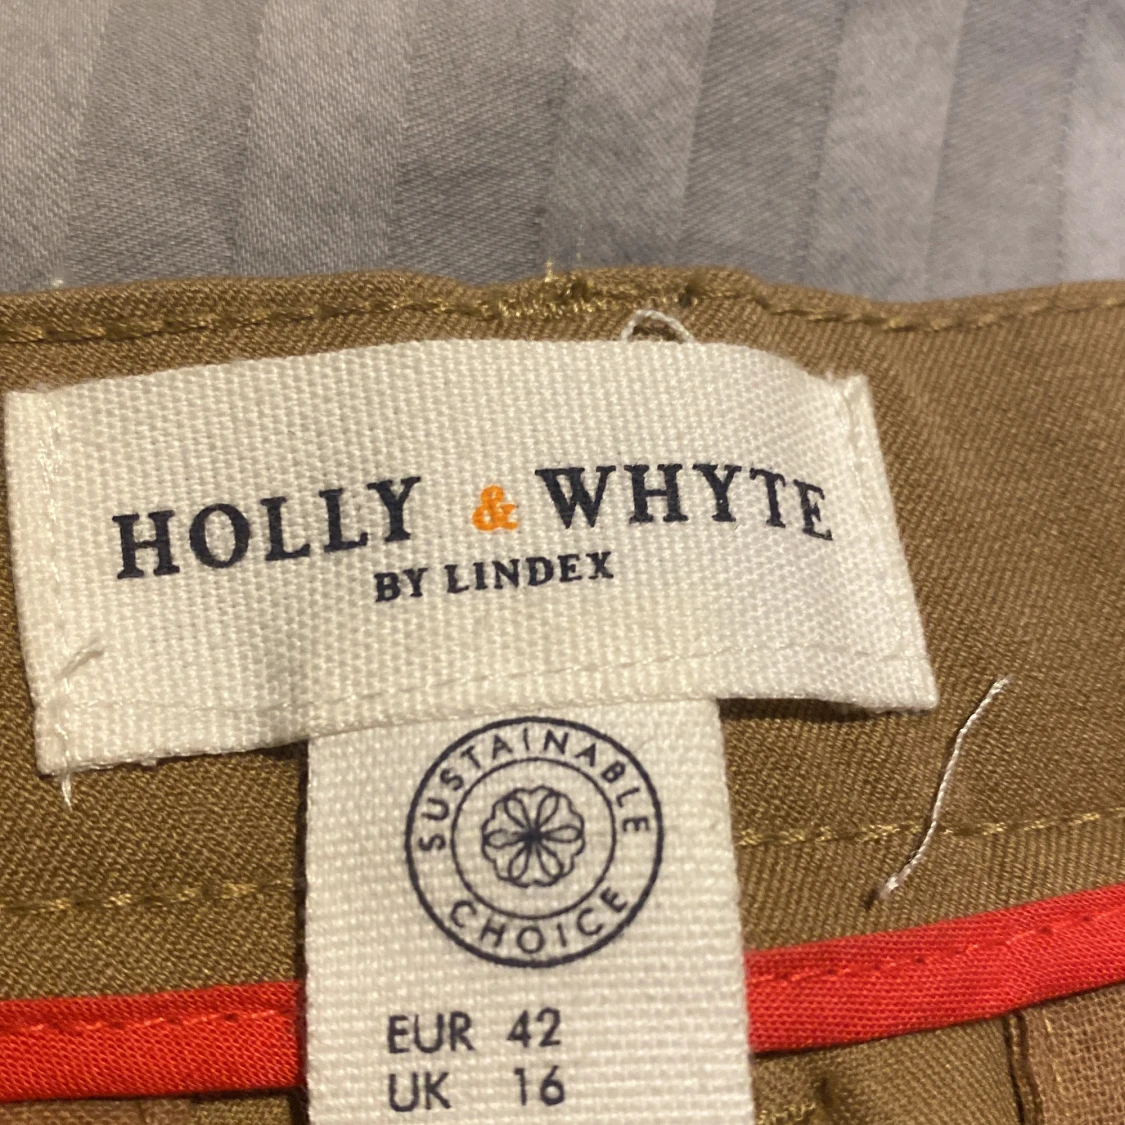 HOLLY & WHYTE
BY LINDEX
SUSTAINABLE
CHOICE
EUR 42
UK 16